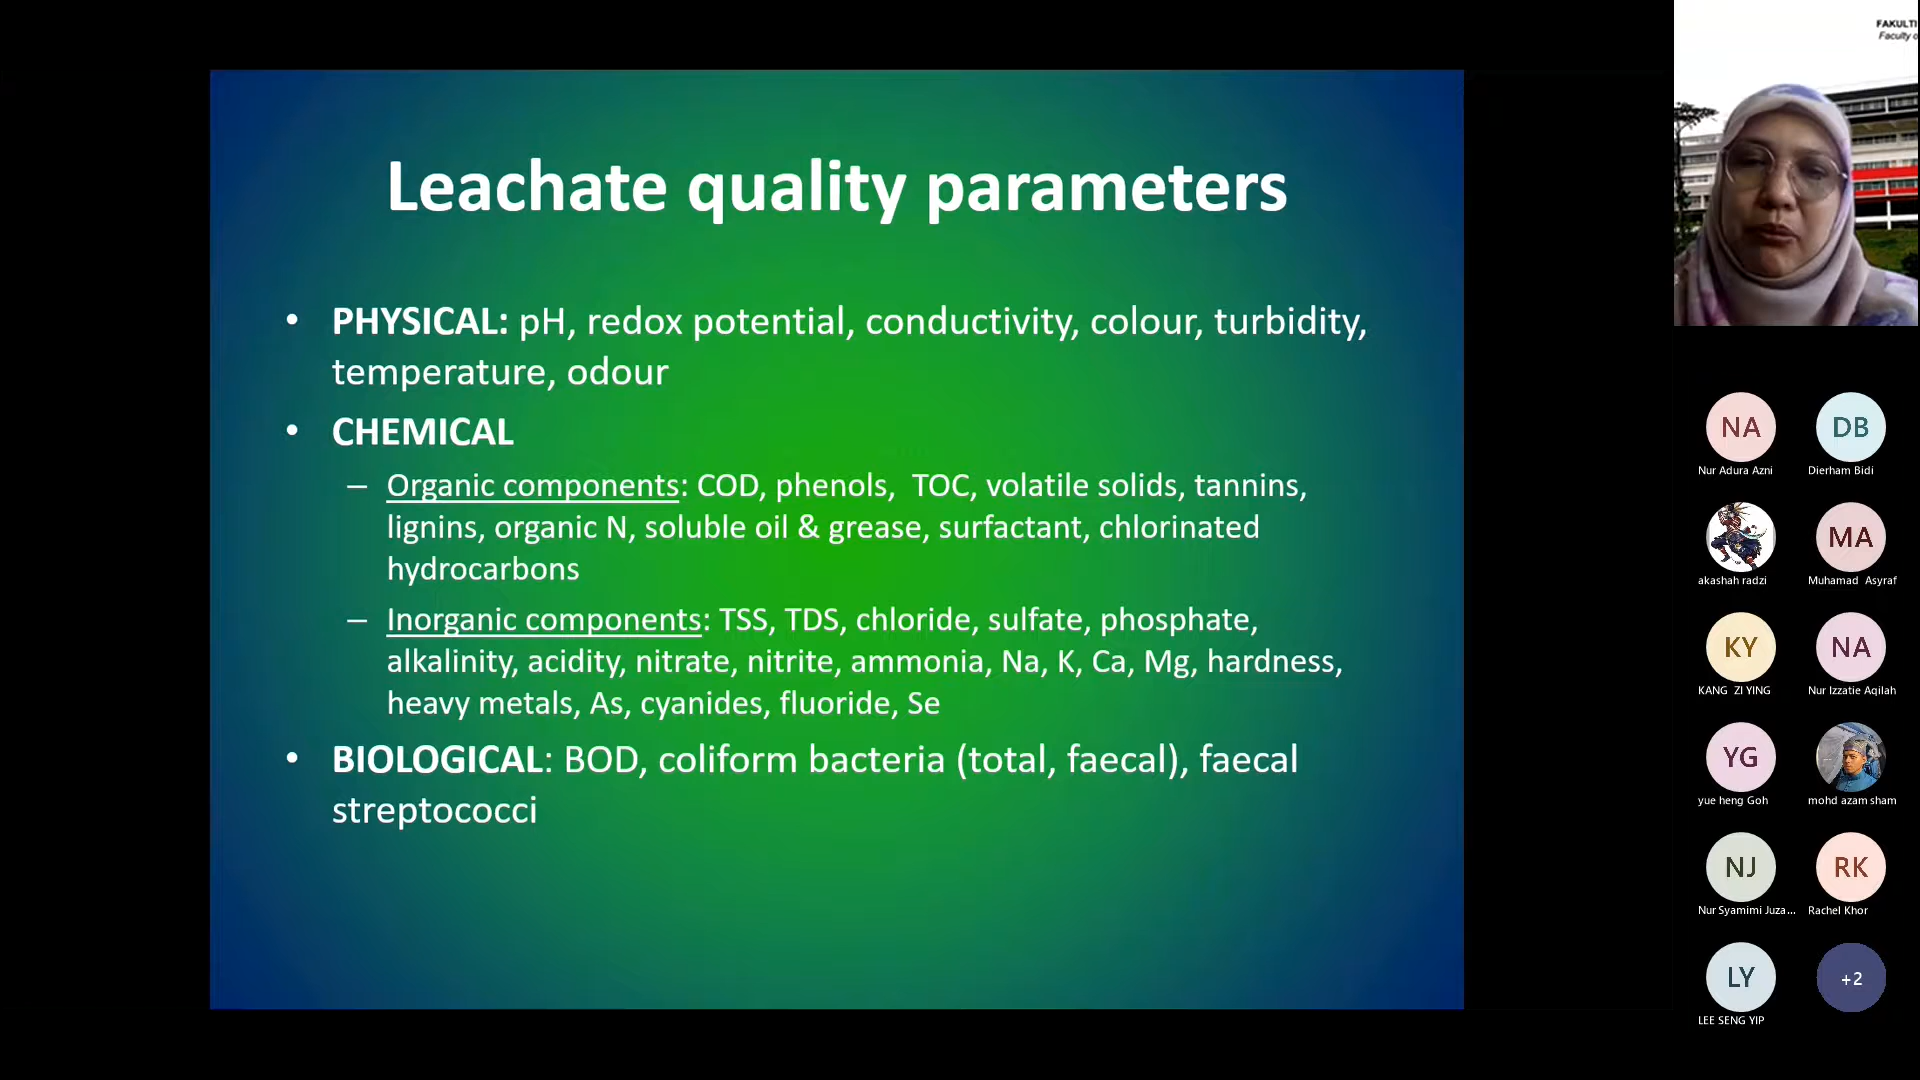 Leachate quality parameters
• PHYSICAL: pH, redox potential, conductivity, colour, turbidity,
temperature, odour
• CHEMICAL
– Organic components: COD, phenols, TOC, volatile solids, tannins,
lignins, organic N, soluble oil & grease, surfactant, chlorinated
hydrocarbons
– Inorganic components: TSS, TDS, chloride, sulfate, phosphate,
alkalinity, acidity, nitrate, nitrite, ammonia, Na, K, Ca, Mg, hardness,
heavy metals, As, cyanides, fluoride, Se
• BIOLOGICAL: BOD, coliform bacteria (total, faecal), faecal
streptococci
FAKULTI
Faculty o
NA
DB
Nur Adura Azni
Dierham Bidi
MA
akashah radzi
Muhamad Asyraf
KY
NA
KANG ZI YING
Nur Izzatie Aqilah
YG
yue heng Goh
mohd azam sham
NJ
RK
Nur Syamimi Juza...
Rachel Khor
LY
+2
LEE SENG YIP